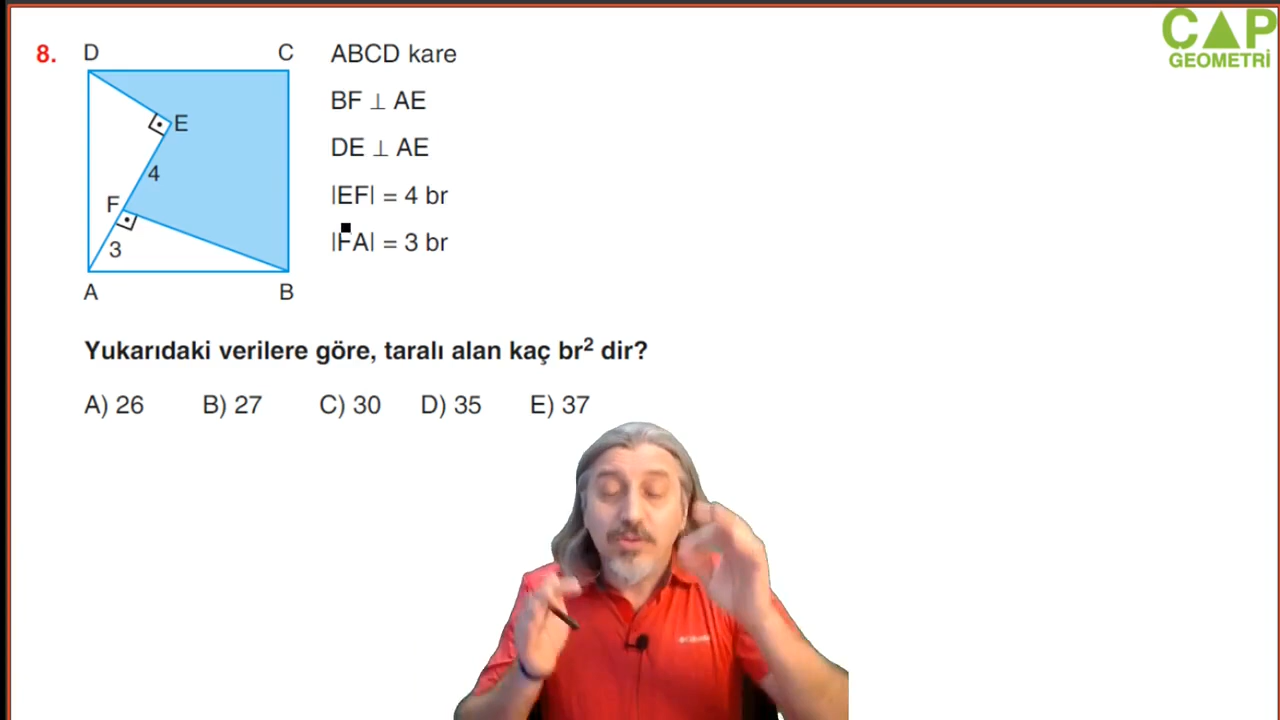 ÇAP
GEOMETRİ
8.
D
C
E
4
F
3
A
B
ABCD kare
BF ⊥ AE
DE ⊥ AE
|EF| = 4 br
|FA| = 3 br
Yukarıdaki verilere göre, taralı alan kaç br² dir?
A) 26 B) 27 C) 30 D) 35 E) 37